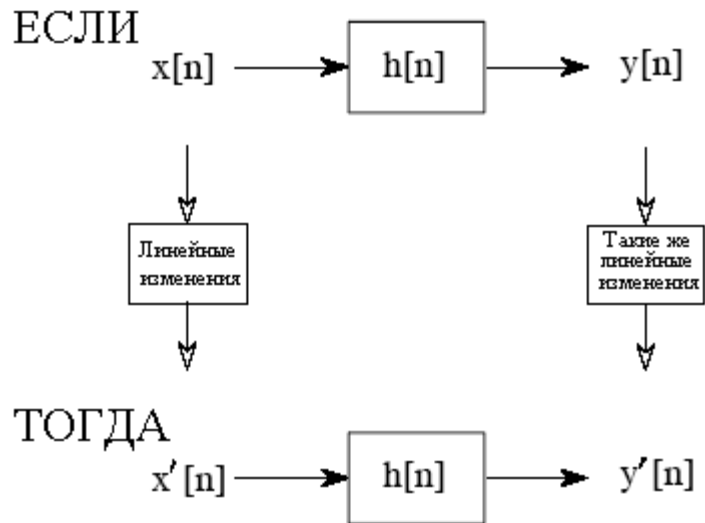 ЕСЛИ
x[n] h[n] y[n]
Линейные
изменения
Такие же
линейные
изменения
ТОГДА
x′[n] h[n] y′[n]